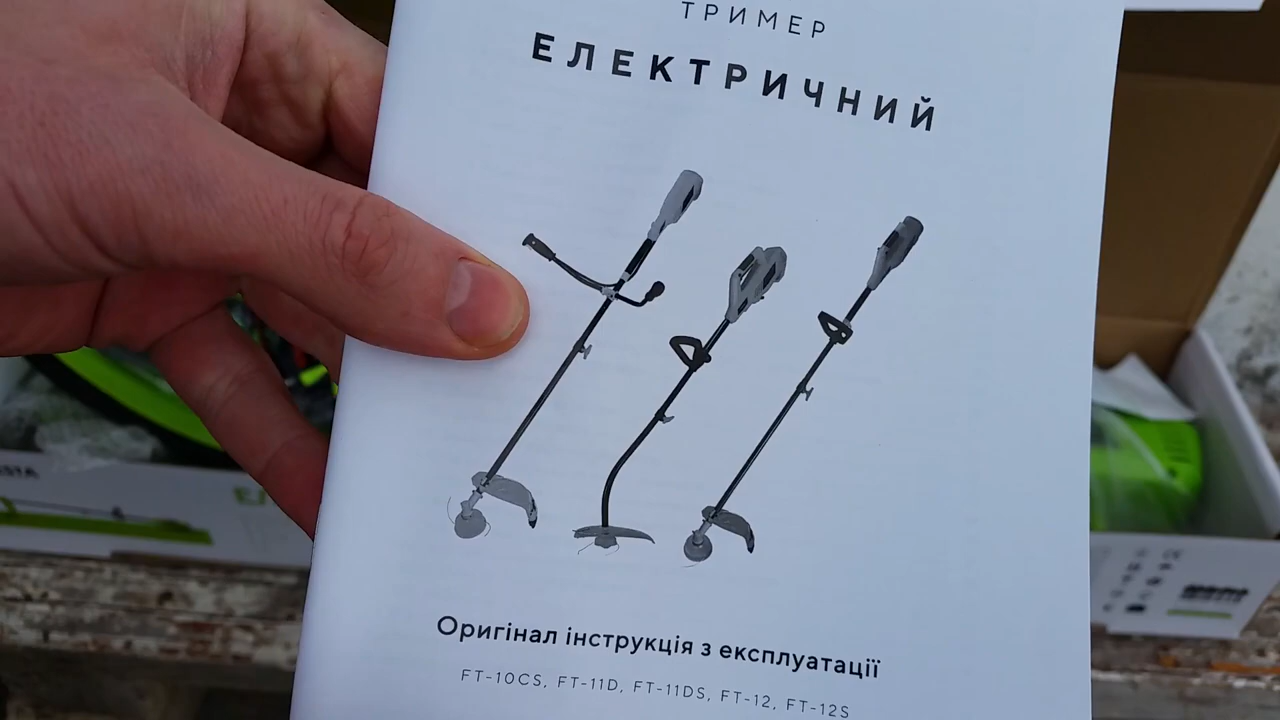 ТРИМЕР
ЕЛЕКТРИЧНИЙ
Оригінал інструкція з експлуатації
FT-10CS, FT-11D, FT-11DS, FT-12, FT-12S